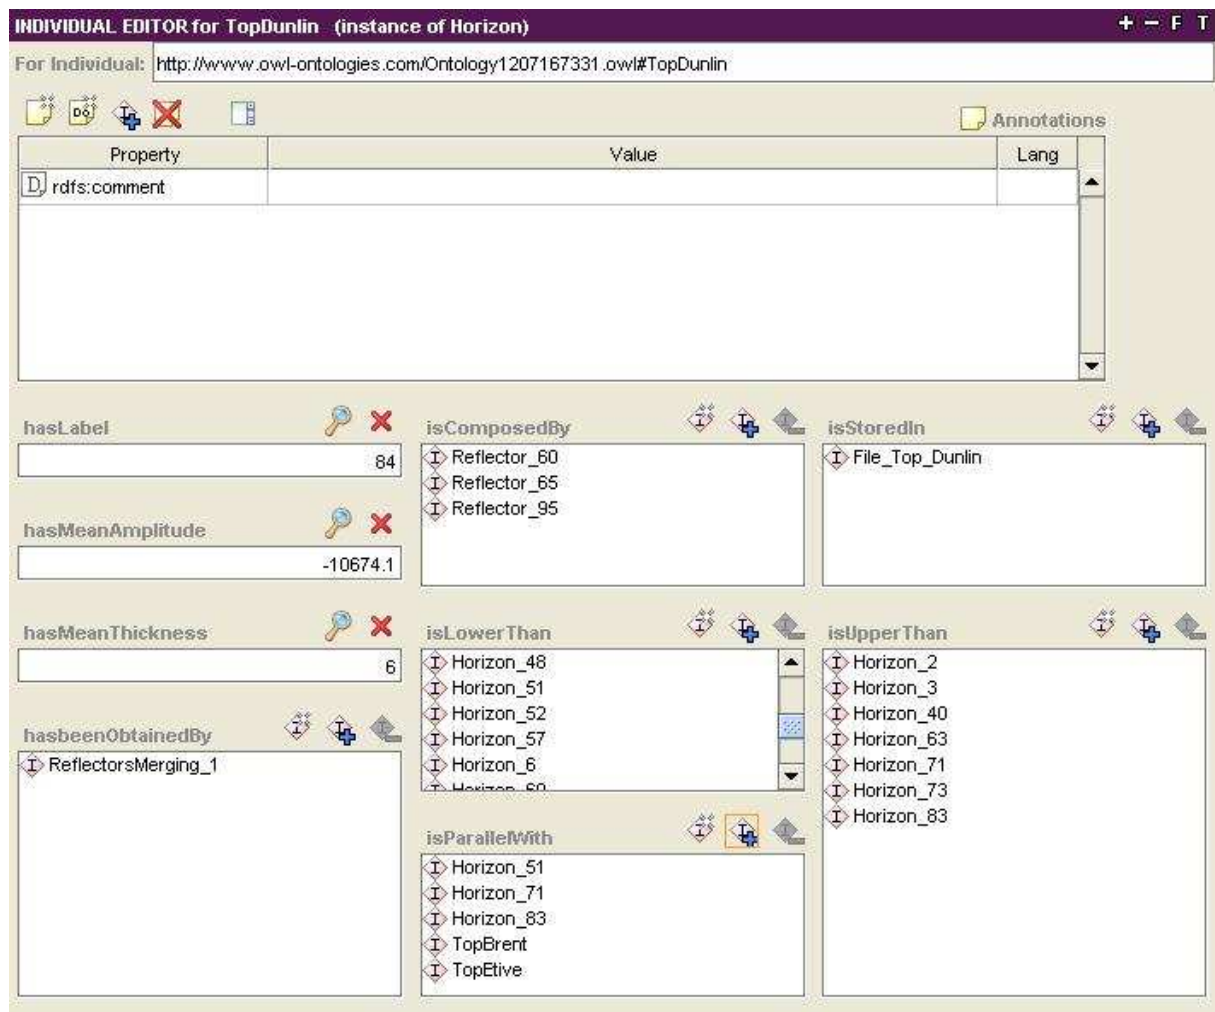 INDIVIDUAL EDITOR for TopDunlin (instance of Horizon) + − F T
For Individual: http://www.owl-ontologies.com/Ontology1207167331.owl#TopDunlin
Annotations
Property Value Lang
rdfs:comment
hasLabel
84
hasMeanAmplitude
-10674.1
hasMeanThickness
6
hasbeenObtainedBy
ReflectorsMerging_1
isComposedBy
Reflector_60
Reflector_65
Reflector_95
isLowerThan
Horizon_48
Horizon_51
Horizon_52
Horizon_57
Horizon_6
Horizon_60
isParallelWith
Horizon_51
Horizon_71
Horizon_83
TopBrent
TopEtive
isStoredIn
File_Top_Dunlin
isUpperThan
Horizon_2
Horizon_3
Horizon_40
Horizon_63
Horizon_71
Horizon_73
Horizon_83